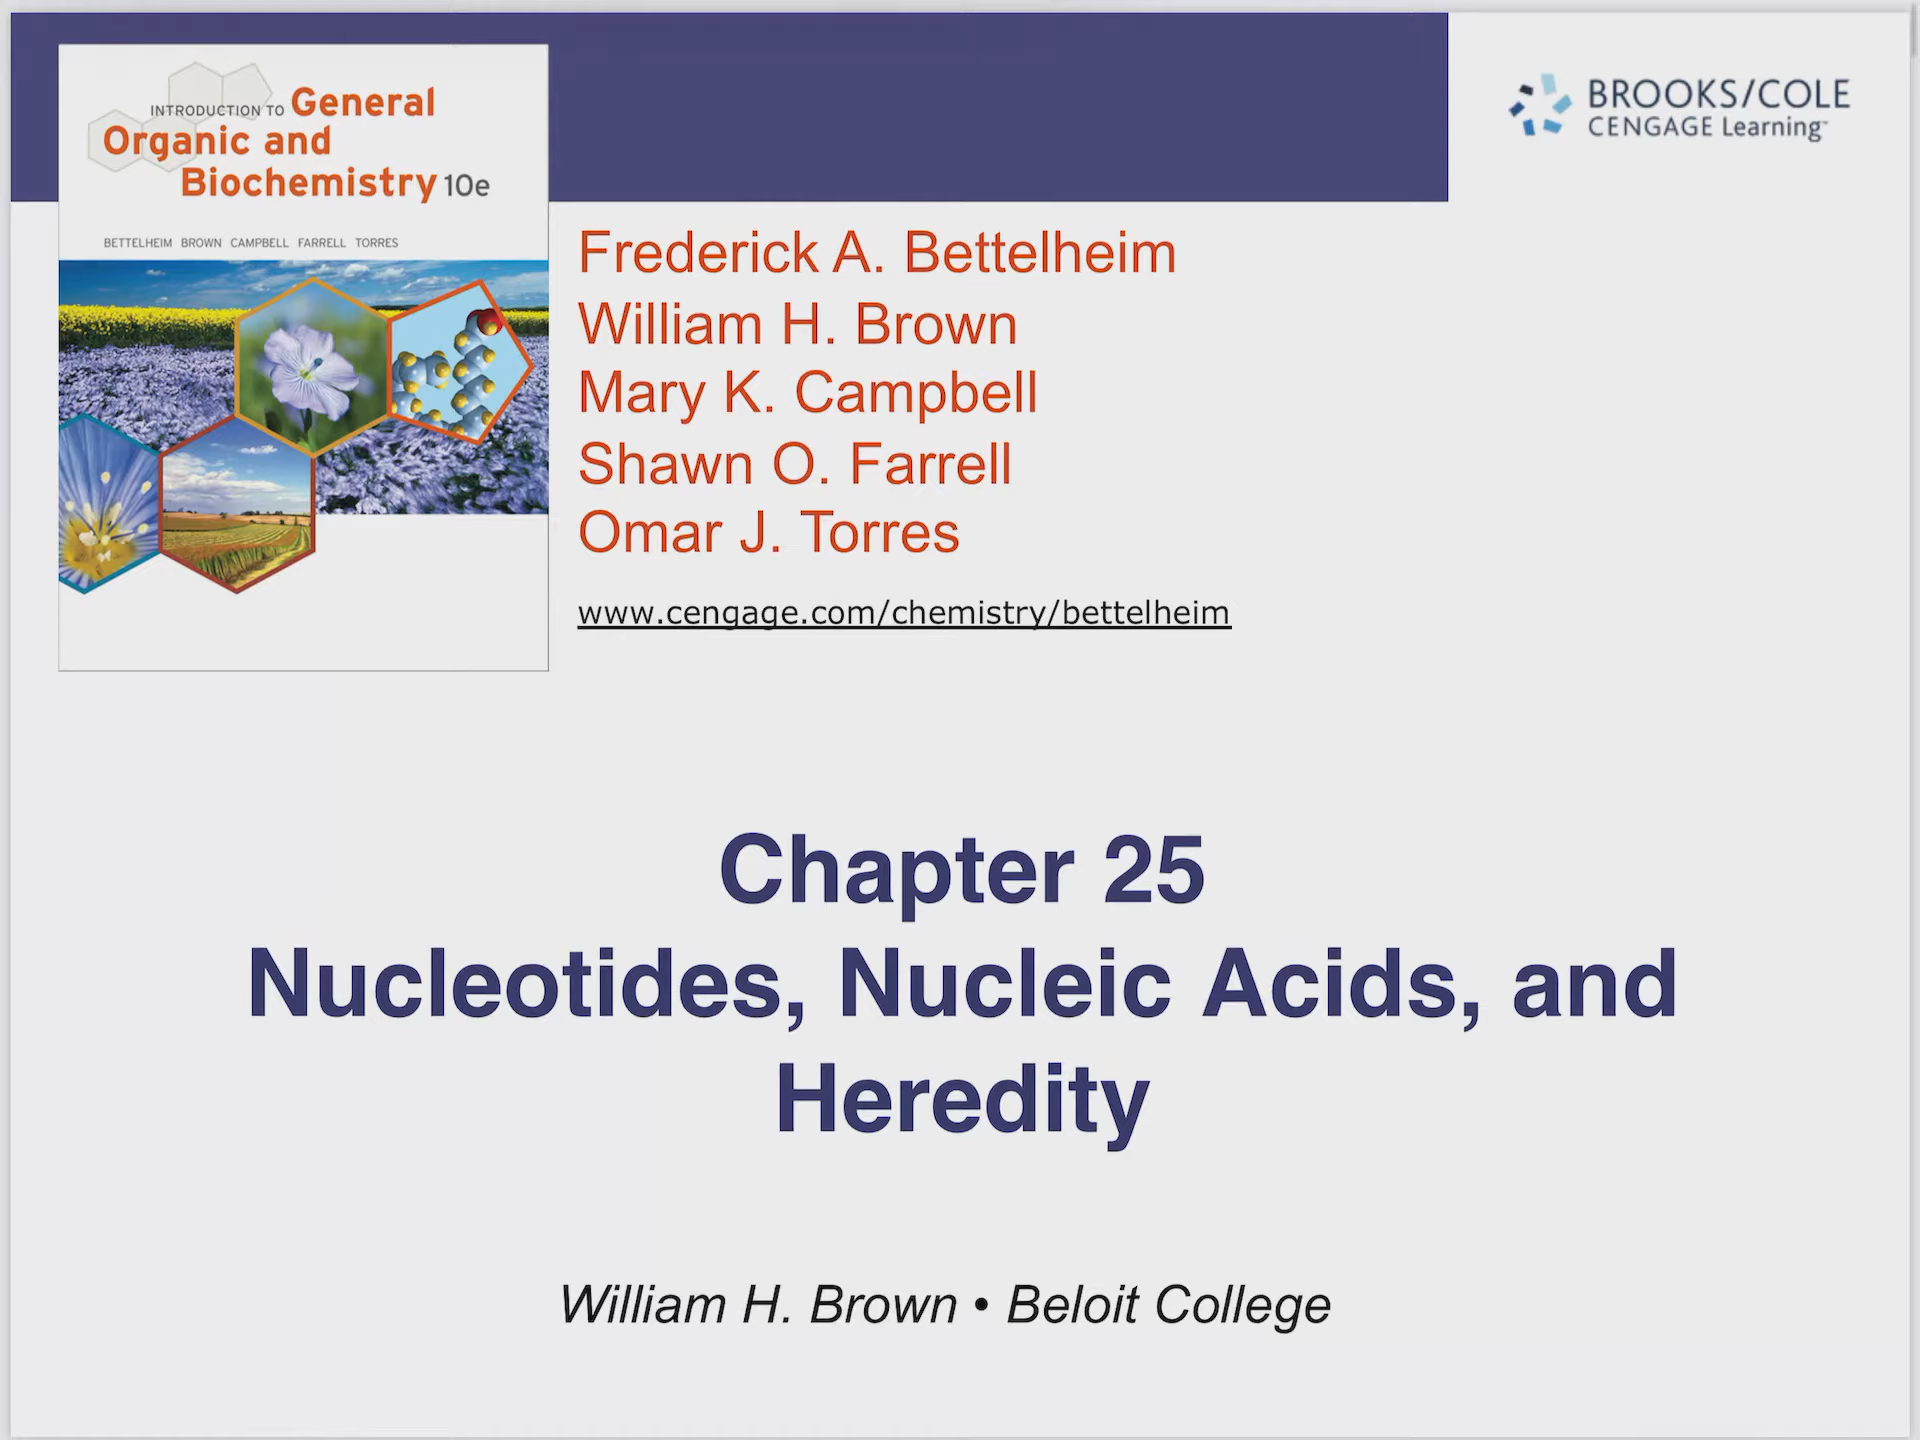 INTRODUCTION TO General
Organic and
Biochemistry 10e
BETTELHEIM BROWN CAMPBELL FARRELL TORRES
BROOKS/COLE
CENGAGE Learning™
Frederick A. Bettelheim
William H. Brown
Mary K. Campbell
Shawn O. Farrell
Omar J. Torres
www.cengage.com/chemistry/bettelheim
Chapter 25
Nucleotides, Nucleic Acids, and
Heredity
William H. Brown • Beloit College